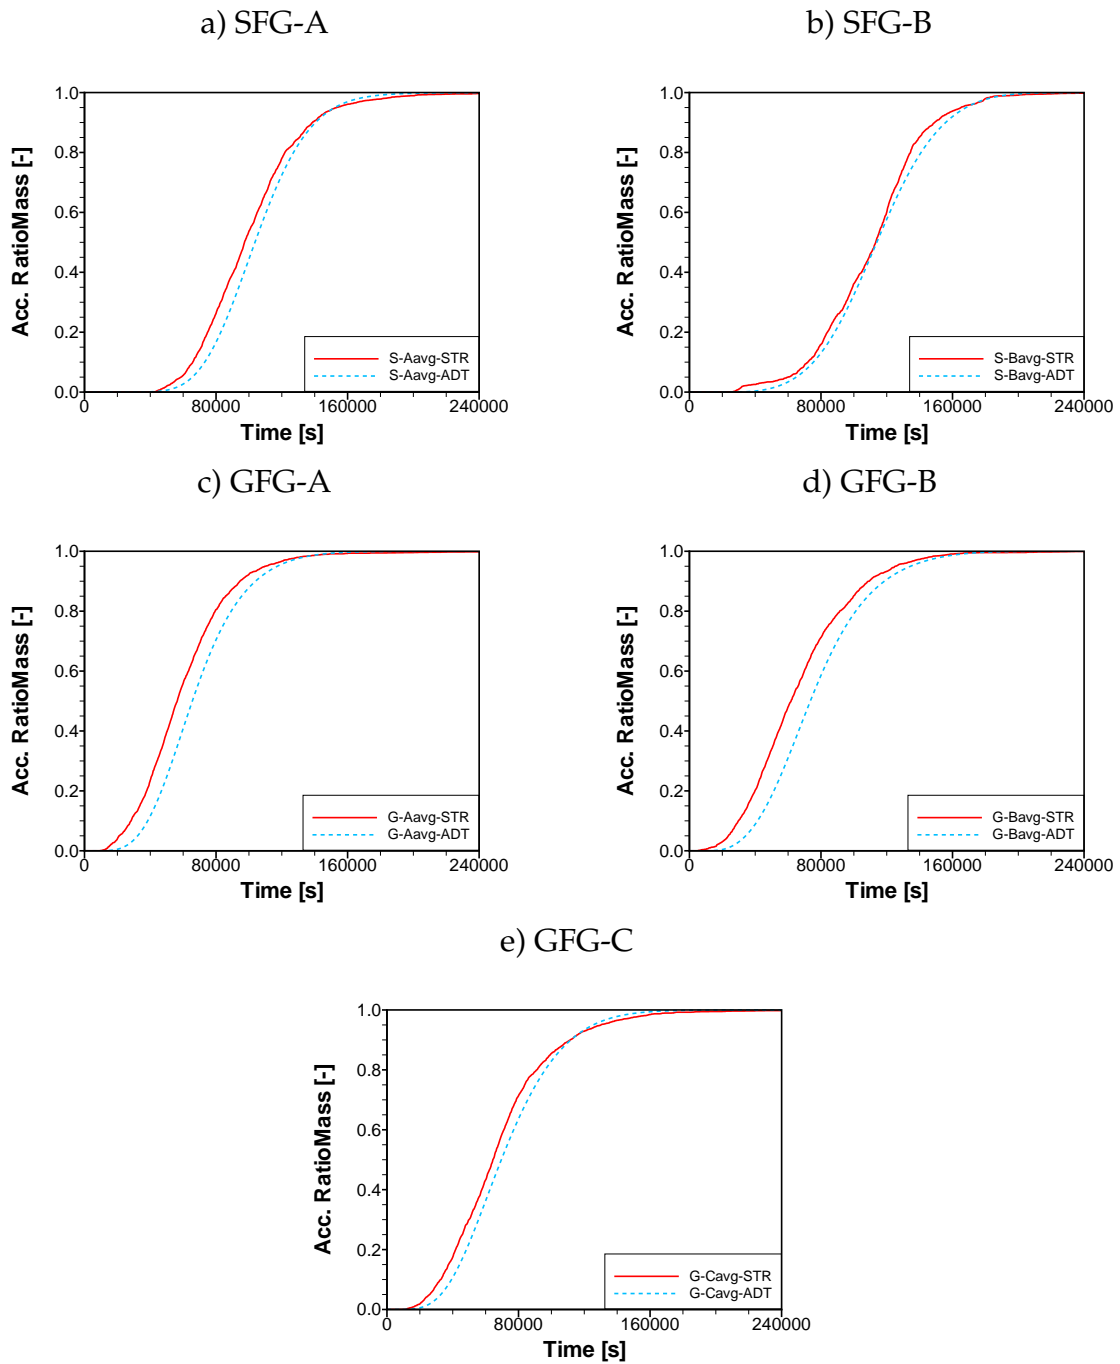 a) SFG-A
b) SFG-B
Acc. RatioMass [-]
1.0
0.8
0.6
0.4
0.2
0.0
S-Aavg-STR
S-Aavg-ADT
0 80000 160000 240000
Time [s]
Acc. RatioMass [-]
1.0
0.8
0.6
0.4
0.2
0.0
S-Bavg-STR
S-Bavg-ADT
0 80000 160000 240000
Time [s]
c) GFG-A
d) GFG-B
Acc. RatioMass [-]
1.0
0.8
0.6
0.4
0.2
0.0
G-Aavg-STR
G-Aavg-ADT
0 80000 160000 240000
Time [s]
Acc. RatioMass [-]
1.0
0.8
0.6
0.4
0.2
0.0
G-Bavg-STR
G-Bavg-ADT
0 80000 160000 240000
Time [s]
e) GFG-C
Acc. RatioMass [-]
1.0
0.8
0.6
0.4
0.2
0.0
G-Cavg-STR
G-Cavg-ADT
0 80000 160000 240000
Time [s]